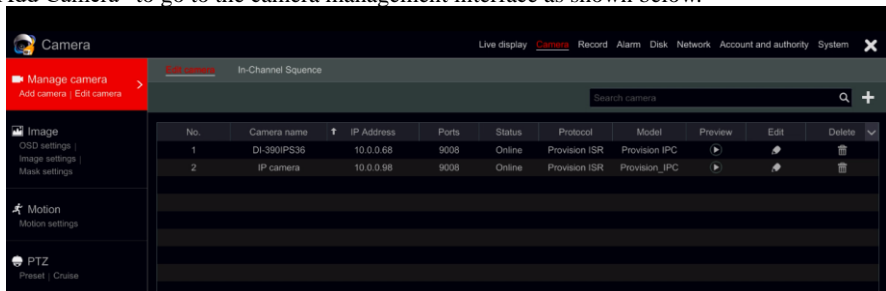 to go to the camera management interface as shown below.
Camera
Live display Camera Record Alarm Disk Network Account and authority System
Manage camera
Add camera | Edit camera
Edit camera In-Channel Squence
Search camera
Image
OSD settings |
Image settings |
Mask settings
No. Camera name IP Address Ports Status Protocol Model Preview Edit Delete
1 DI-390IPS36 10.0.0.68 9008 Online Provision ISR Provision IPC
2 IP camera 10.0.0.98 9008 Online Provision ISR Provision_IPC
Motion
Motion settings
PTZ
Preset | Cruise